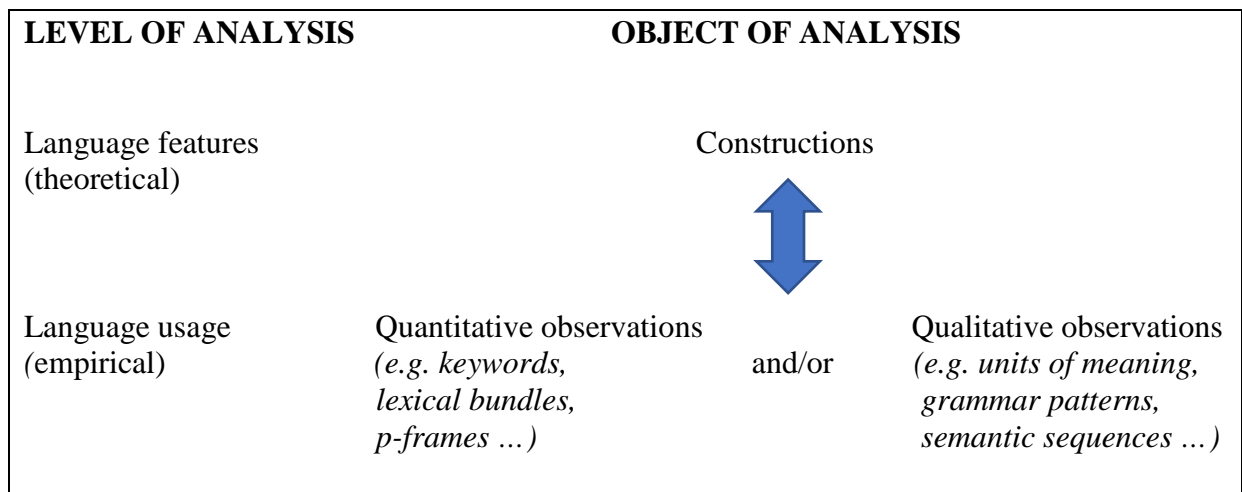 LEVEL OF ANALYSIS OBJECT OF ANALYSIS
Language features Constructions
(theoretical)
Language usage Quantitative observations Qualitative observations
(empirical) (e.g. keywords, and/or (e.g. units of meaning,
lexical bundles, grammar patterns,
p-frames …) semantic sequences …)